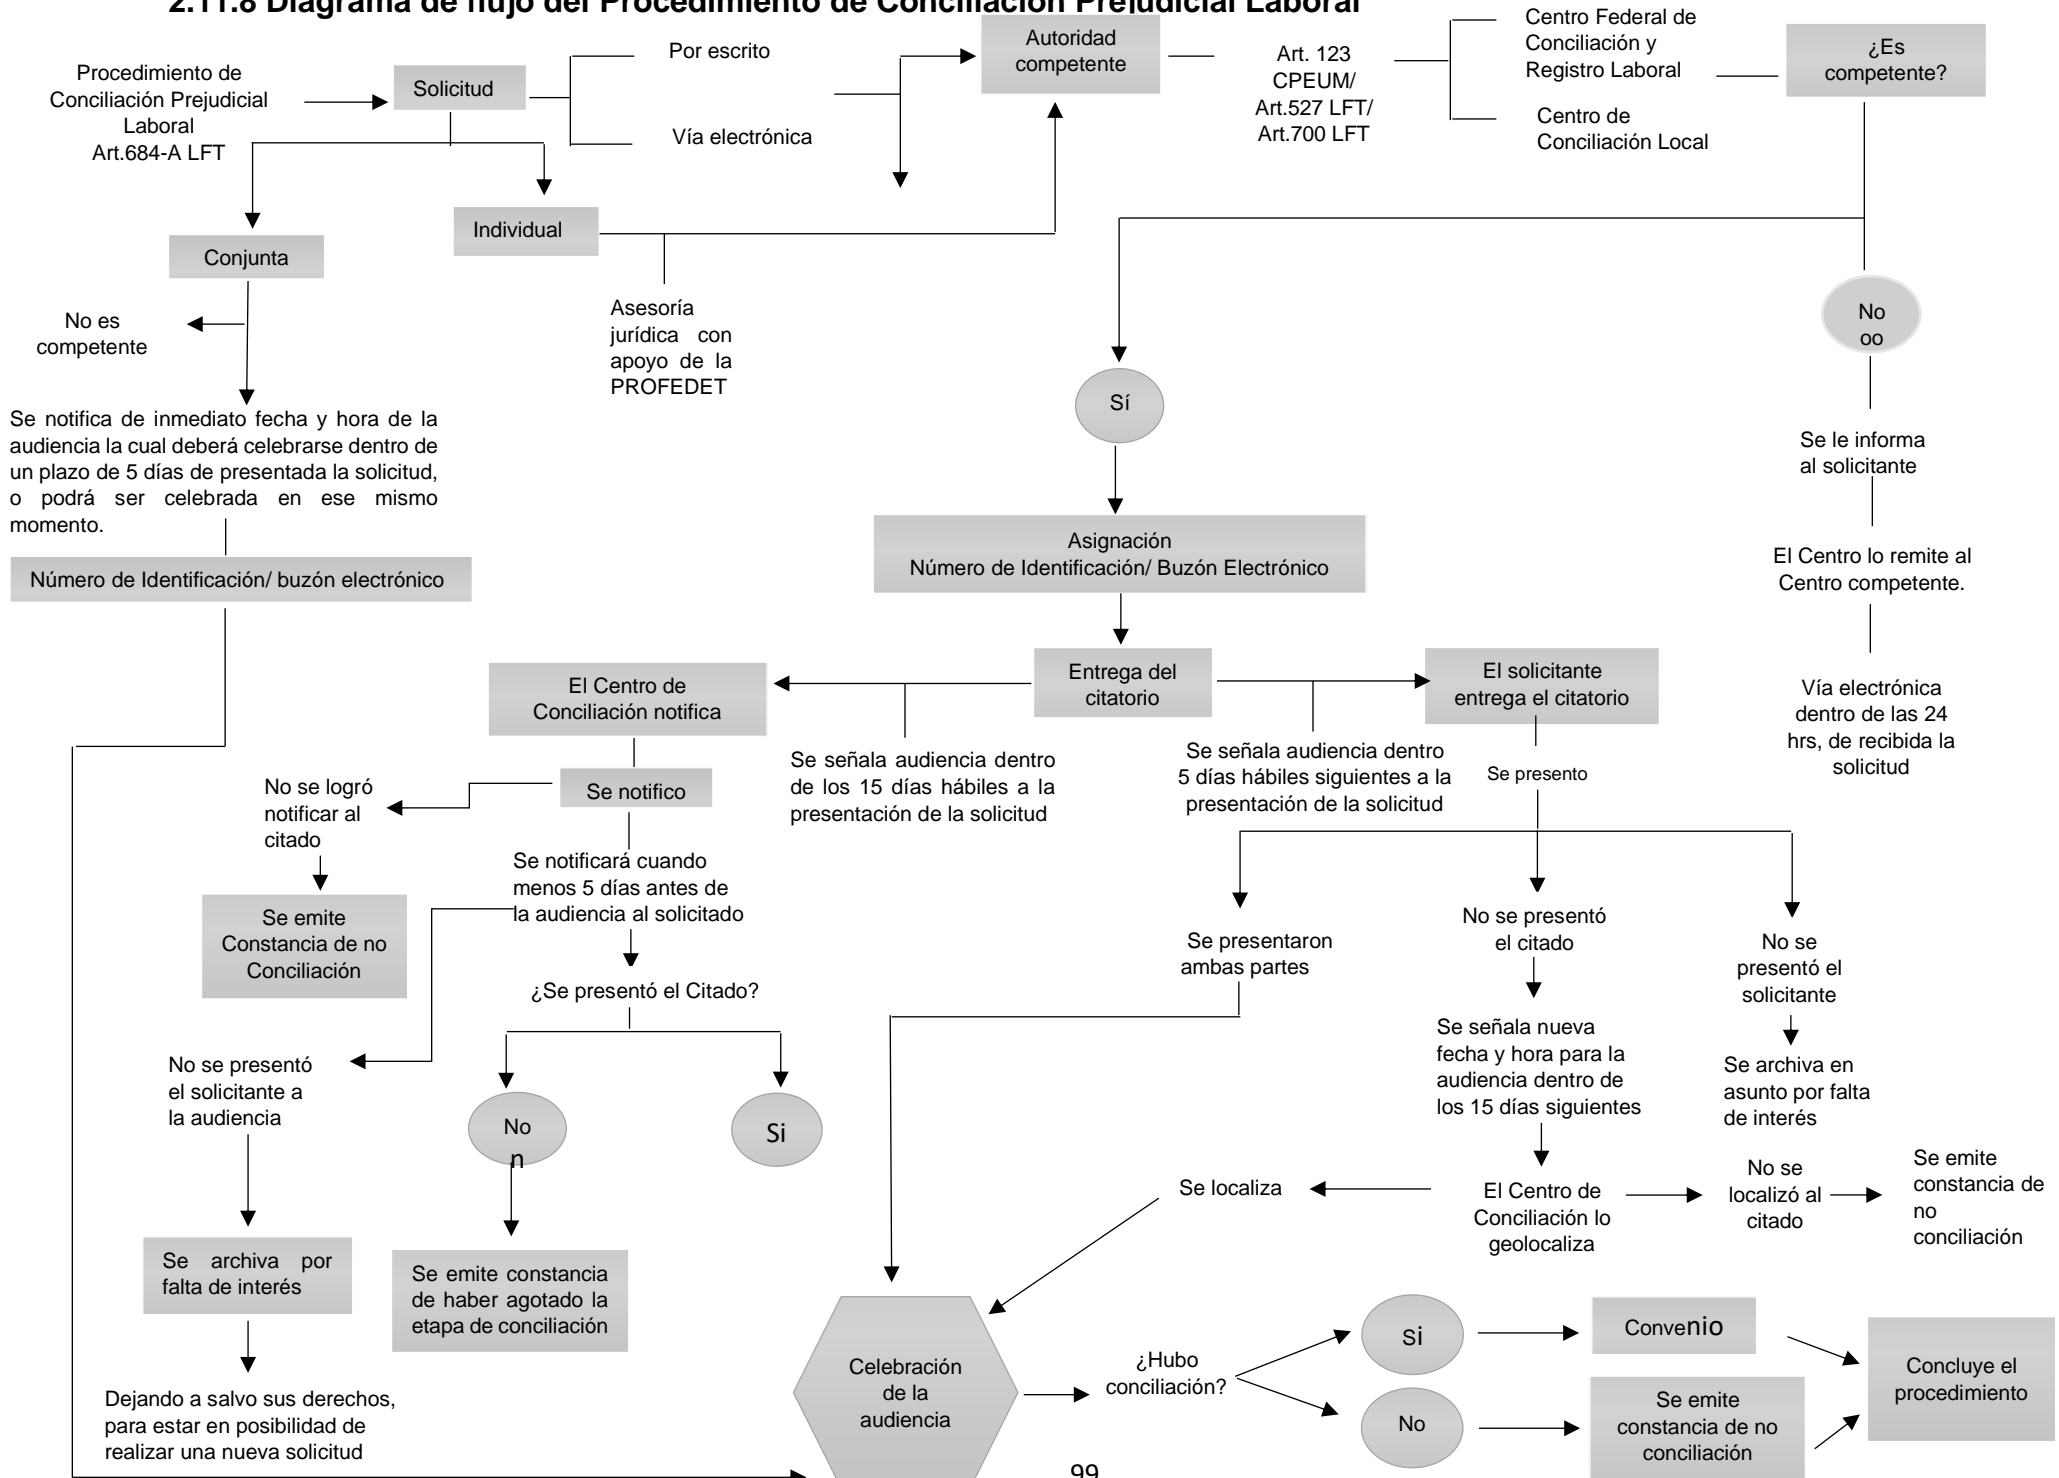 2.11.8 Diagrama de flujo del Procedimiento de Conciliación Prejudicial Laboral
Procedimiento de
Conciliación Prejudicial
Laboral
Art.684-A LFT
Solicitud
Por escrito
Vía electrónica
Autoridad
competente
Art. 123
CPEUM/
Art.527 LFT/
Art.700 LFT
Centro Federal de
Conciliación y
Registro Laboral
Centro de
Conciliación Local
¿Es
competente?
Individual
Conjunta
Asesoría
jurídica con
apoyo de la
PROFEDET
No es
competente
Se notifica de inmediato fecha y hora de la
audiencia la cual deberá celebrarse dentro de
un plazo de 5 días de presentada la solicitud,
o podrá ser celebrada en ese mismo
momento.
Número de Identificación/ buzón electrónico
Sí
No
oo
Se le informa
al solicitante
El Centro lo remite al
Centro competente.
Vía electrónica
dentro de las 24
hrs, de recibida la
solicitud
Asignación
Número de Identificación/ Buzón Electrónico
Entrega del
citatorio
El Centro de
Conciliación notifica
El solicitante
entrega el citatorio
Se señala audiencia dentro
de los 15 días hábiles a la
presentación de la solicitud
Se señala audiencia dentro
5 días hábiles siguientes a la
presentación de la solicitud
Se presento
Se notifico
No se logró
notificar al
citado
Se emite
Constancia de no
Conciliación
Se notificará cuando
menos 5 días antes de
la audiencia al solicitado
¿Se presentó el Citado?
No
n
Si
No se presentó
el solicitante a
la audiencia
Se archiva por
falta de interés
Dejando a salvo sus derechos,
para estar en posibilidad de
realizar una nueva solicitud
Se emite constancia
de haber agotado la
etapa de conciliación
Se presentaron
ambas partes
No se presentó
el citado
No se
presentó el
solicitante
Se señala nueva
fecha y hora para la
audiencia dentro de
los 15 días siguientes
Se archiva en
asunto por falta
de interés
Se localiza
El Centro de
Conciliación lo
geolocaliza
No se
localizó al
citado
Se emite
constancia de
no
conciliación
Celebración
de la
audiencia
¿Hubo
conciliación?
Si
Convenio
No
Se emite
constancia de no
conciliación
Concluye el
procedimiento
99